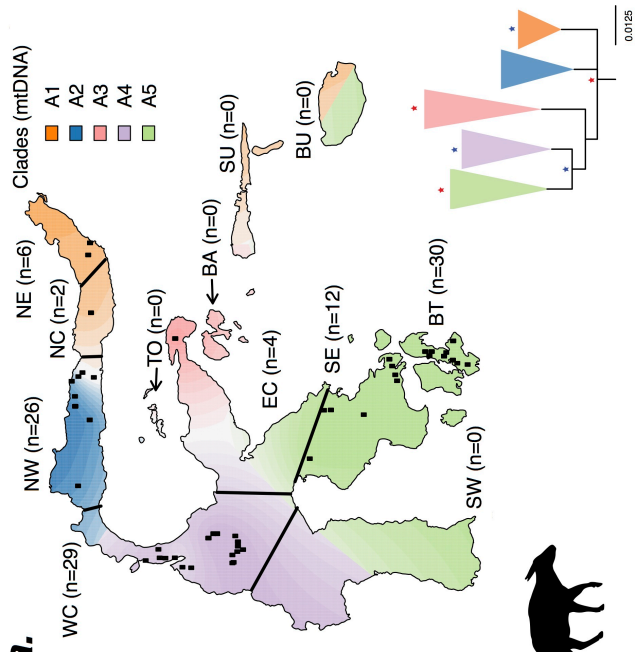 a.
WC (n=29)
NW (n=26)
NC (n=2)
NE (n=6)
Clades (mtDNA)
A1
A2
A3
A4
A5
TO (n=0)
BA (n=0)
SU (n=0)
BU (n=0)
EC (n=4)
SE (n=12)
BT (n=30)
SW (n=0)
0.0125